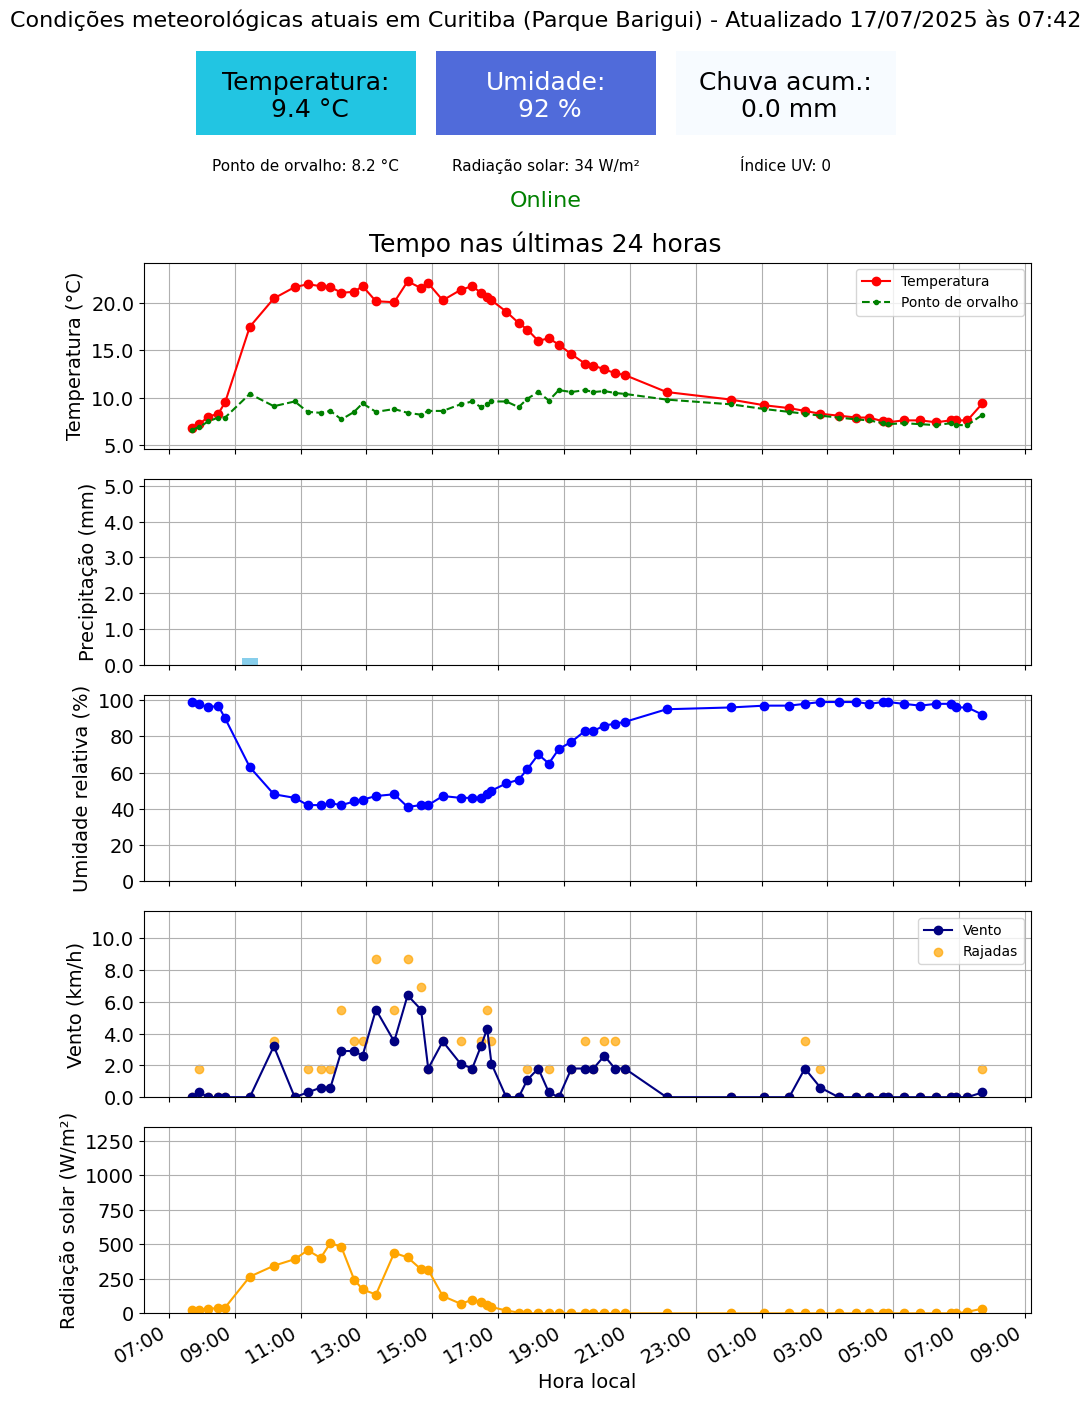 Condições meteorológicas atuais em Curitiba (Parque Barigui) - Atualizado 17/07/2025 às 07:42
Temperatura:
9.4 °C
Umidade:
92 %
Chuva acum.:
0.0 mm
Ponto de orvalho: 8.2 °C
Radiação solar: 34 W/m²
Índice UV: 0
Online
Tempo nas últimas 24 horas
Temperatura (°C)
20.0
15.0
10.0
5.0
Temperatura
Ponto de orvalho
Precipitação (mm)
5.0
4.0
3.0
2.0
1.0
0.0
Umidade relativa (%)
100
80
60
40
20
0
Vento (km/h)
10.0
8.0
6.0
4.0
2.0
0.0
Vento
Rajadas
Radiação solar (W/m²)
1250
1000
750
500
250
0
07:00
09:00
11:00
13:00
15:00
17:00
19:00
21:00
23:00
01:00
03:00
05:00
07:00
09:00
Hora local